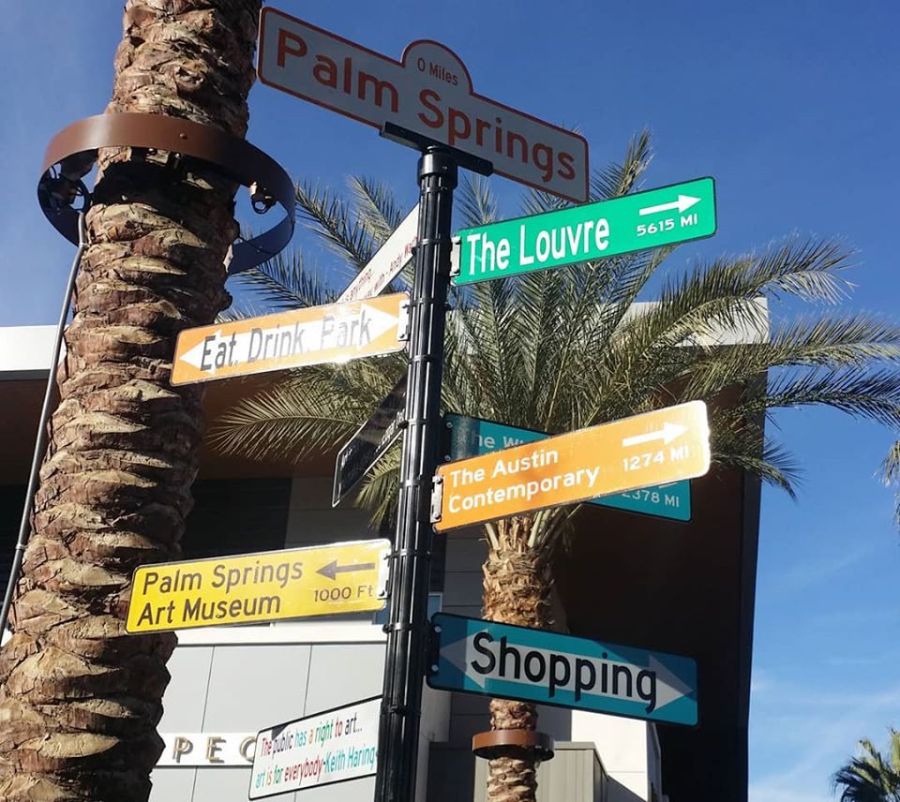 0 Miles
Palm Springs
The Louvre
5615 MI
Eat. Drink. Park
The Austin
Contemporary
1274 MI
2378 MI
Palm Springs
Art Museum
1000 Ft
Shopping
The public has a right to art...
art is for everybody-Keith Haring